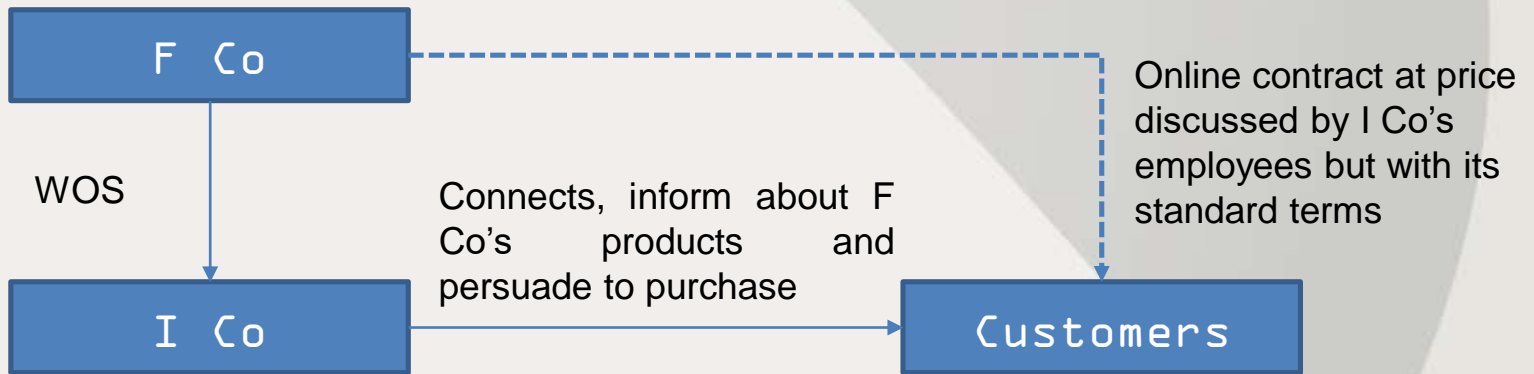 F Co
Online contract at price
discussed by I Co’s
employees but with its
standard terms
WOS
Connects, inform about F
Co’s products and
persuade to purchase
I Co
Customers